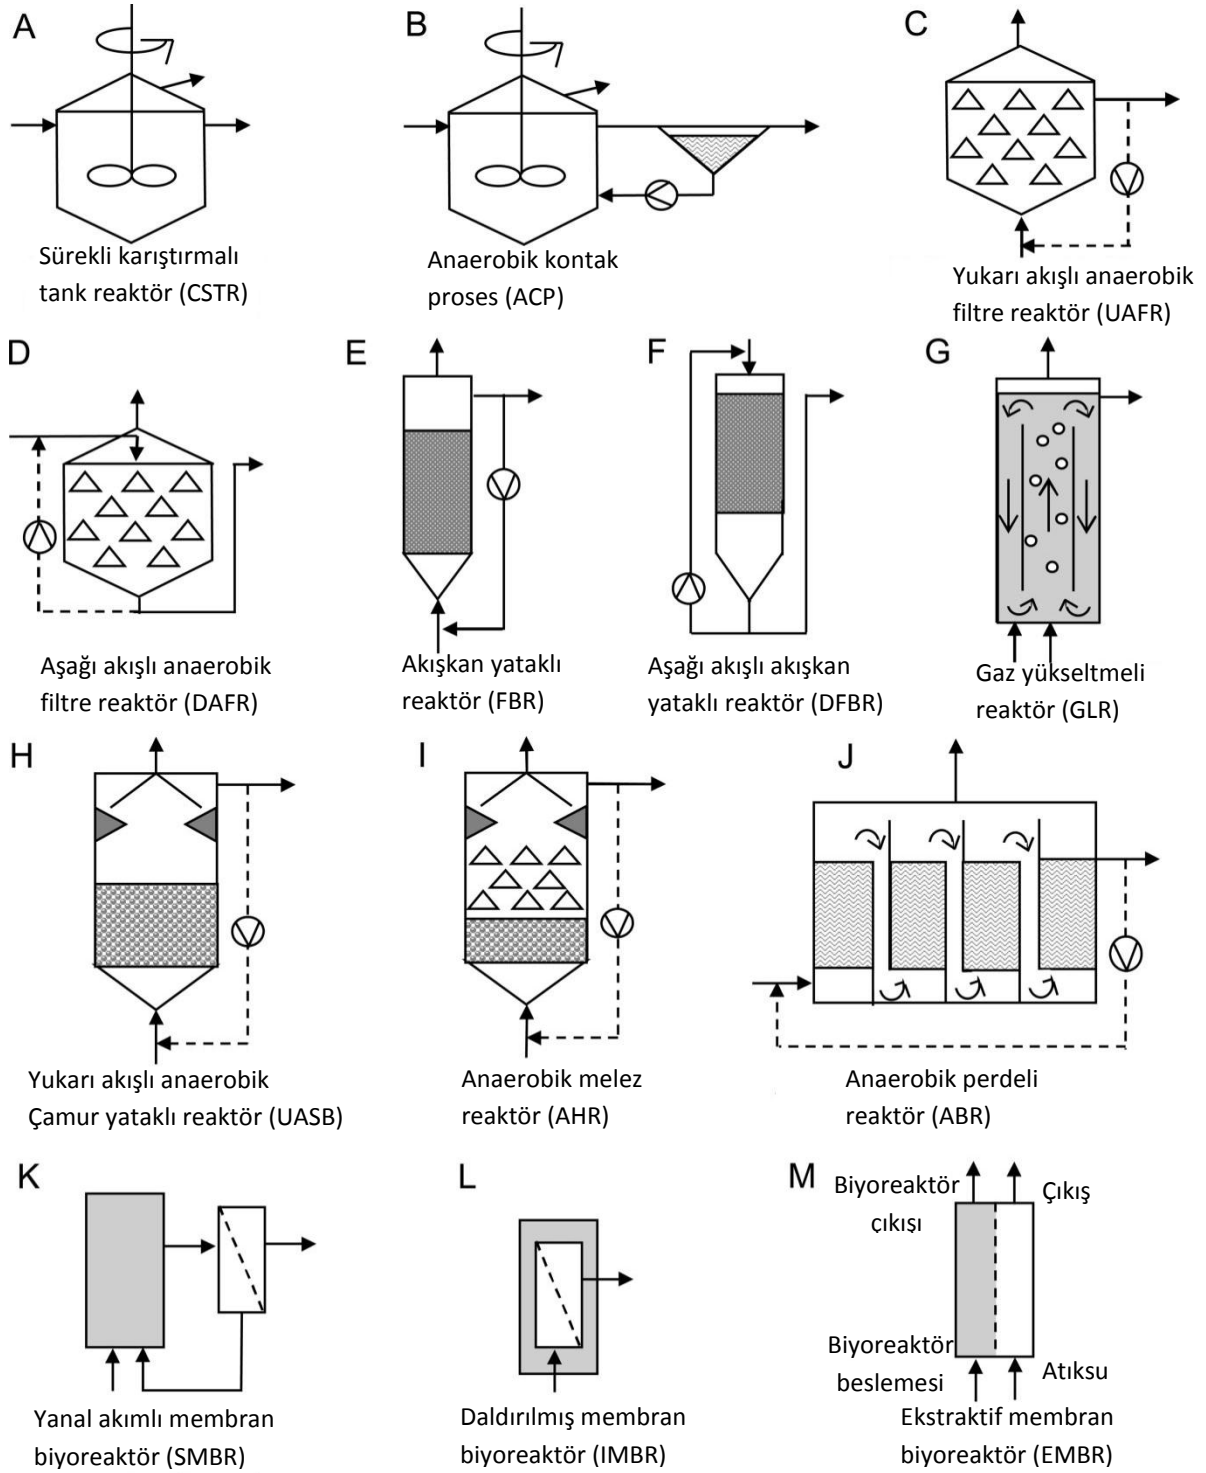 A
B
C
Sürekli karıştırmalı
tank reaktör (CSTR)
Anaerobik kontak
proses (ACP)
Yukarı akışlı anaerobik
filtre reaktör (UAFR)
D
E
F
G
Aşağı akışlı anaerobik
filtre reaktör (DAFR)
Akışkan yataklı
reaktör (FBR)
Aşağı akışlı akışkan
yataklı reaktör (DFBR)
Gaz yükseltmeli
reaktör (GLR)
H
I
J
Yukarı akışlı anaerobik
Çamur yataklı reaktör (UASB)
Anaerobik melez
reaktör (AHR)
Anaerobik perdeli
reaktör (ABR)
K
L
M
Biyoreaktör
çıkışı
Çıkış
Biyoreaktör
beslemesi
Atıksu
Yanal akımlı membran
biyoreaktör (SMBR)
Daldırılmış membran
biyoreaktör (IMBR)
Ekstraktif membran
biyoreaktör (EMBR)